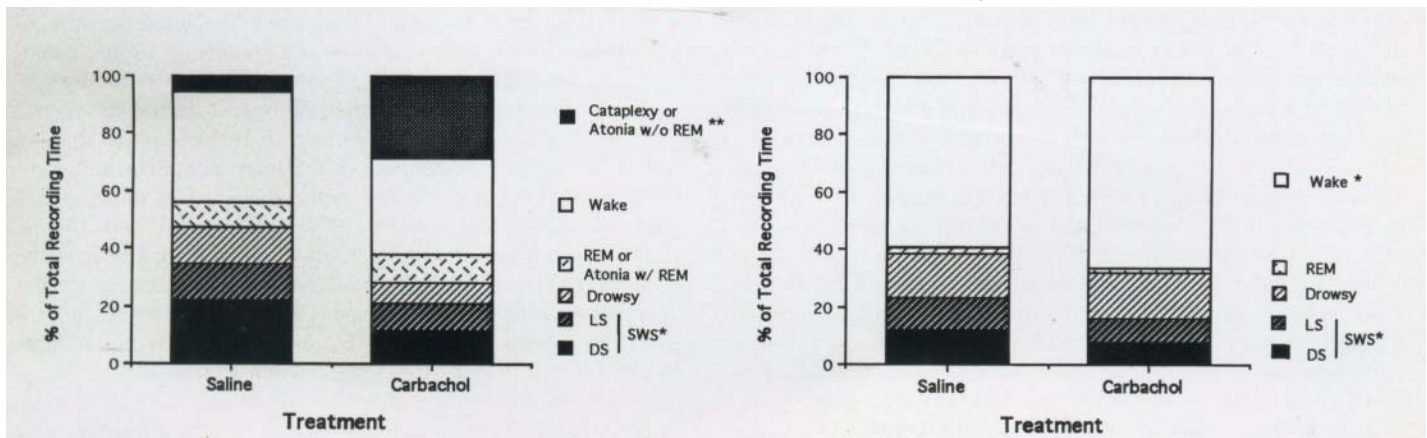 % of Total Recording Time
100
80
60
40
20
0
Saline
Carbachol
Treatment
Cataplexy or
Atonia w/o REM **
Wake
REM or
Atonia w/ REM
Drowsy
LS
SWS*
DS
% of Total Recording Time
100
80
60
40
20
0
Saline
Carbachol
Treatment
Wake *
REM
Drowsy
LS
SWS*
DS